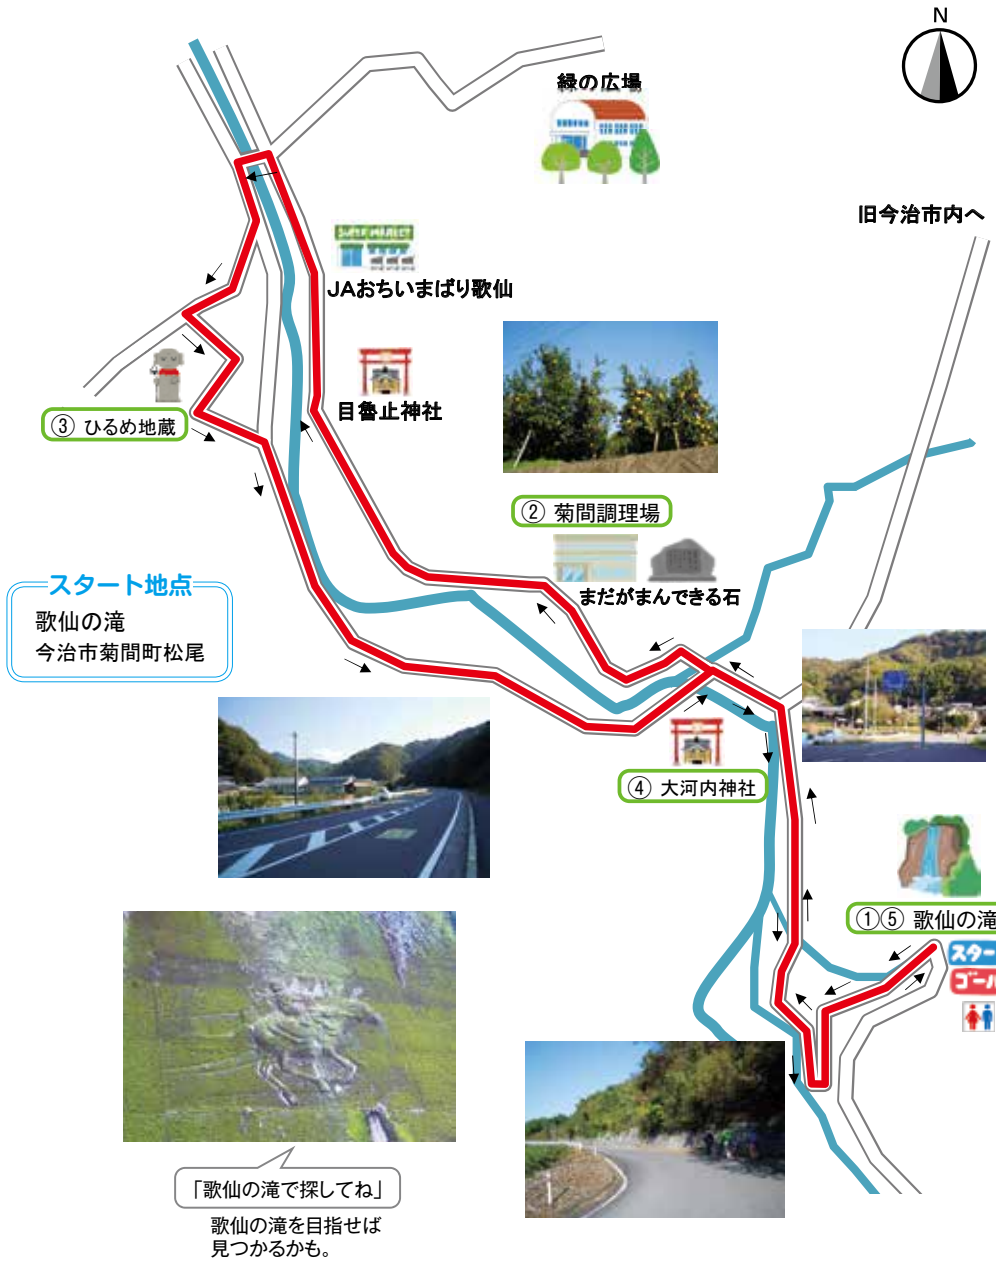 N
緑の広場
旧今治市内へ
SUPER MARKET
JAおちいまばり歌仙
目魯止神社
③ ひるめ地蔵
② 菊間調理場
まだがまんできる石
スタート地点
歌仙の滝
今治市菊間町松尾
④ 大河内神社
①⑤ 歌仙の滝
スター
ゴール
「歌仙の滝で探してね」
歌仙の滝を目指せば
見つかるかも。